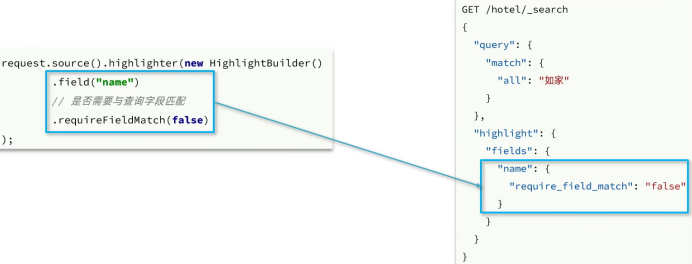 request.source().highlighter(new HighlightBuilder()
.field("name")
// 是否需要与查询字段匹配
.requireFieldMatch(false)
);
GET /hotel/_search
{
"query": {
"match": {
"all": "如家"
}
},
"highlight": {
"fields": {
"name": {
"require_field_match": "false"
}
}
}
}